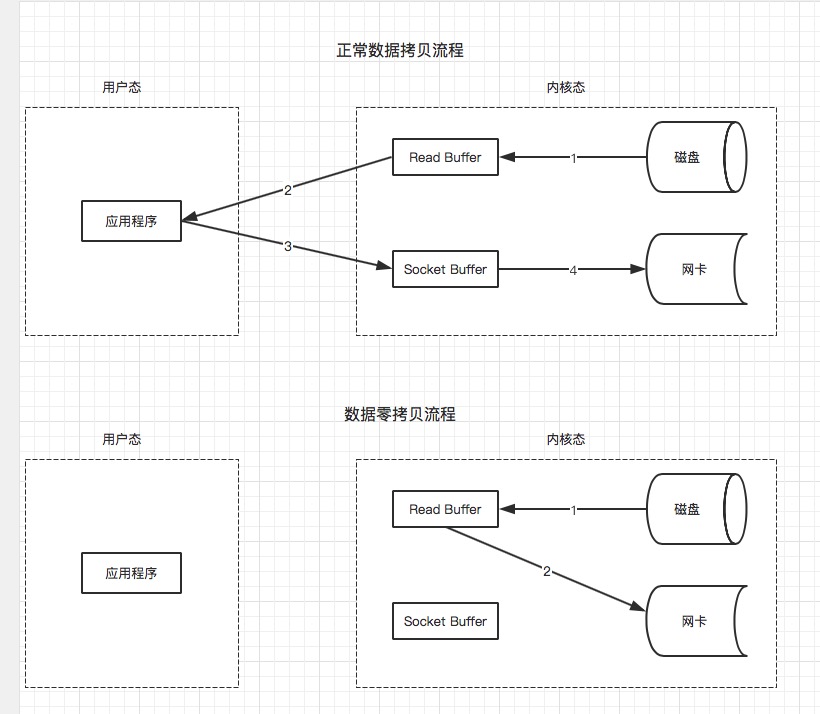 正常数据拷贝流程
用户态
内核态
Read Buffer
1
磁盘
2
应用程序
3
Socket Buffer
4
网卡
数据零拷贝流程
用户态
内核态
Read Buffer
1
磁盘
应用程序
2
Socket Buffer
网卡